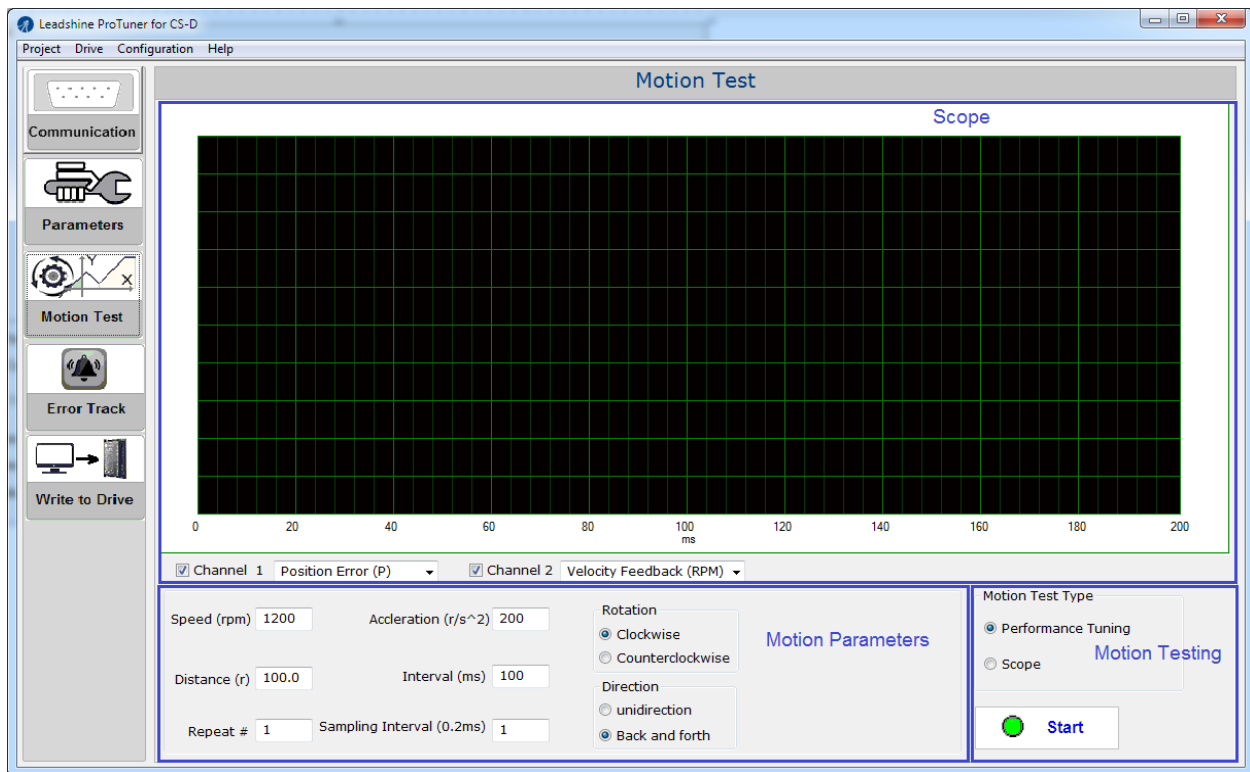 Leadshine ProTuner for CS-D
Project Drive Configuration Help
Communication
Parameters
Y
X
Motion Test
Error Track
Write to Drive
Motion Test
Scope
0 20 40 60 80 100 120 140 160 180 200
ms
Channel 1 Position Error (P) Channel 2 Velocity Feedback (RPM)
Speed (rpm) 1200 Accleration (r/s^2) 200
Distance (r) 100.0 Interval (ms) 100
Repeat # 1 Sampling Interval (0.2ms) 1
Rotation
Clockwise
Counterclockwise
Direction
unidirection
Back and forth
Motion Parameters
Motion Test Type
Performance Tuning
Scope
Motion Testing
Start